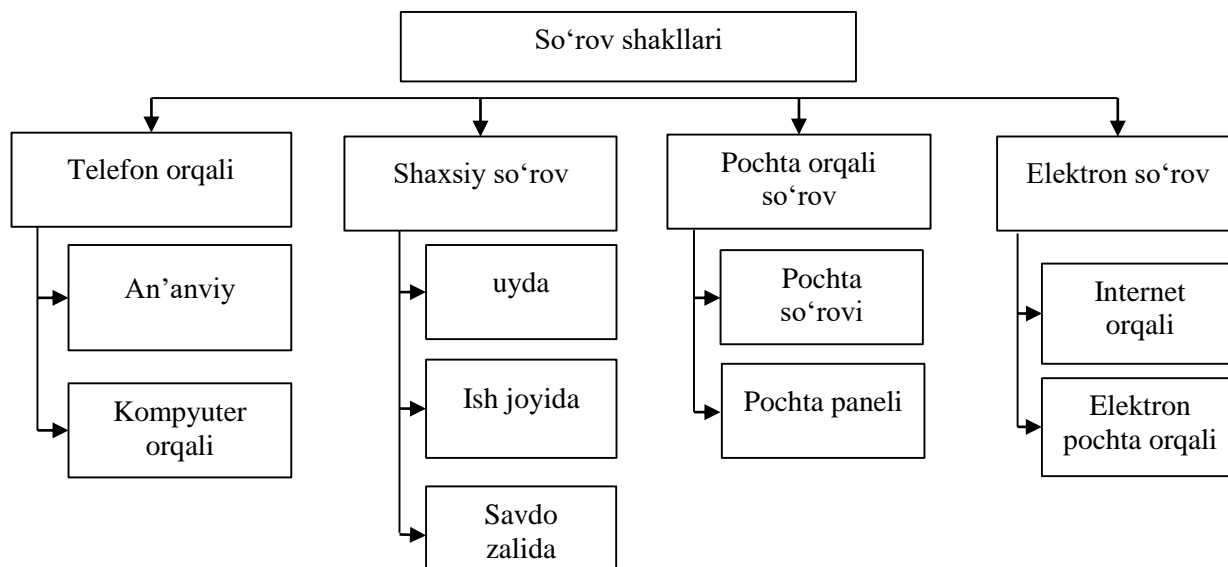 So‘rov shakllari
Telefon orqali
Shaxsiy so‘rov
Pochta orqali
so‘rov
Elektron so‘rov
An’anviy
Kompyuter
orqali
uyda
Ish joyida
Savdo
zalida
Pochta
so‘rovi
Pochta paneli
Internet
orqali
Elektron
pochta orqali